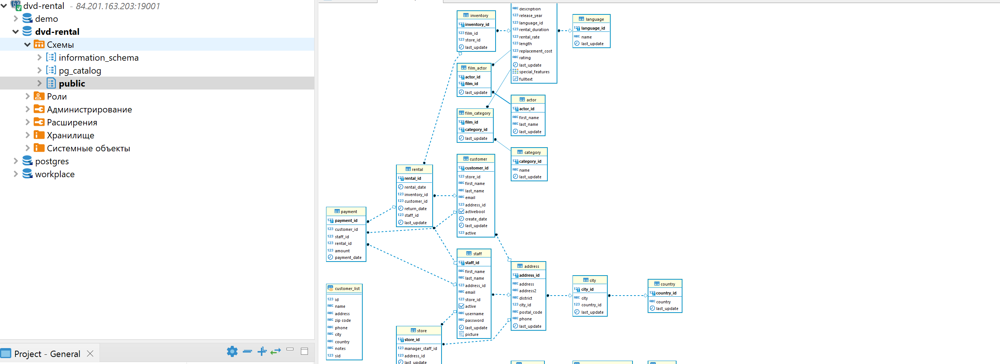 dvd-rental - 84.201.163.203:19001
demo
dvd-rental
Схемы
information_schema
pg_catalog
public
Роли
Администрирование
Расширения
Хранилище
Системные объекты
postgres
workplace
Project - General
inventory
inventory_id
film_id
store_id
last_update
description
release_year
language_id
rental_duration
rental_rate
length
replacement_cost
rating
last_update
special_features
fulltext
language
language_id
name
last_update
film_actor
actor_id
film_id
last_update
actor
actor_id
first_name
last_name
last_update
film_category
film_id
category_id
last_update
category
category_id
name
last_update
rental
rental_id
rental_date
inventory_id
customer_id
return_date
staff_id
last_update
customer
customer_id
store_id
first_name
last_name
email
address_id
activebool
create_date
last_update
active
payment
payment_id
customer_id
staff_id
rental_id
amount
payment_date
staff
staff_id
first_name
last_name
address_id
email
store_id
active
username
password
last_update
picture
address
address_id
address
address2
district
city_id
postal_code
phone
last_update
city
city_id
city
country_id
last_update
country
country_id
country
last_update
customer_list
id
name
address
zip code
phone
city
country
notes
sid
store
store_id
manager_staff_id
address_id
last_update